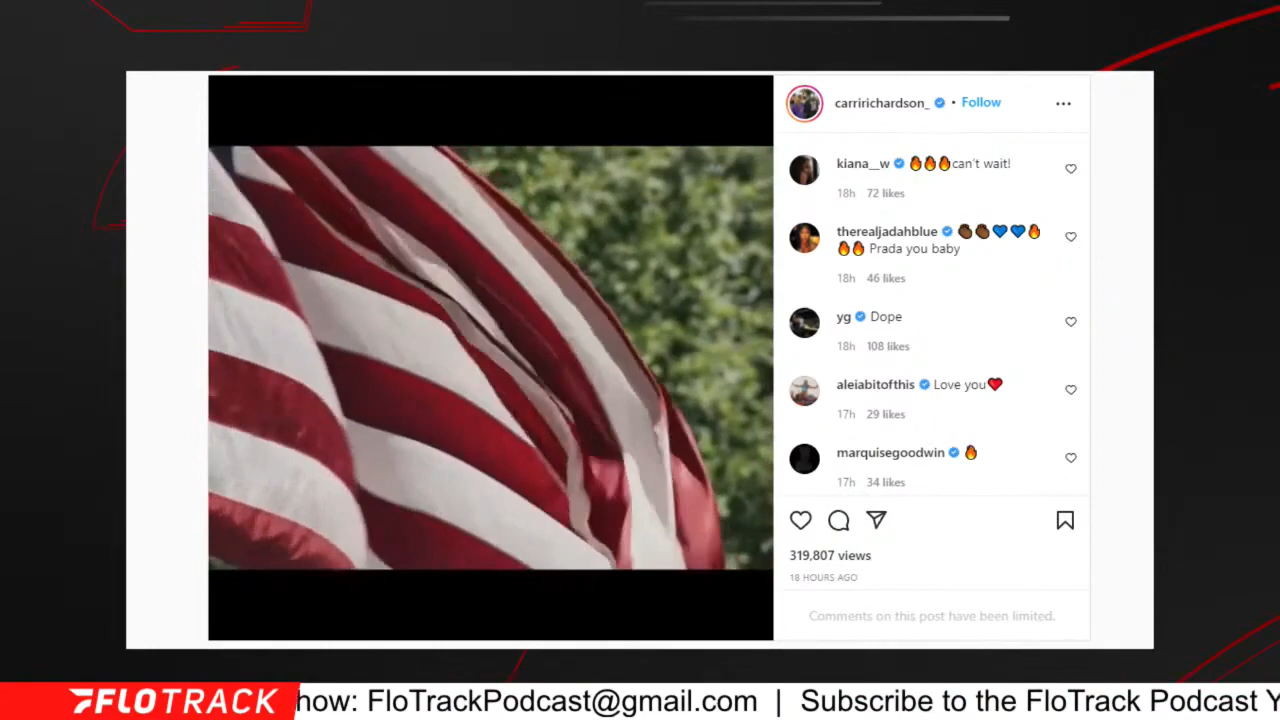 carririchardson_ • Follow
kiana__w 🔥🔥🔥can't wait!
18h 72 likes
therealjadahblue 👏🏿👏🏿💙💙🔥
🔥🔥 Prada you baby
18h 46 likes
yg Dope
18h 108 likes
aleiabitofthis Love you❤️
17h 29 likes
marquisegoodwin 🔥
17h 34 likes
319,807 views
18 HOURS AGO
Comments on this post have been limited.
FLOTRACK how: FloTrackPodcast@gmail.com | Subscribe to the FloTrack Podcast Y